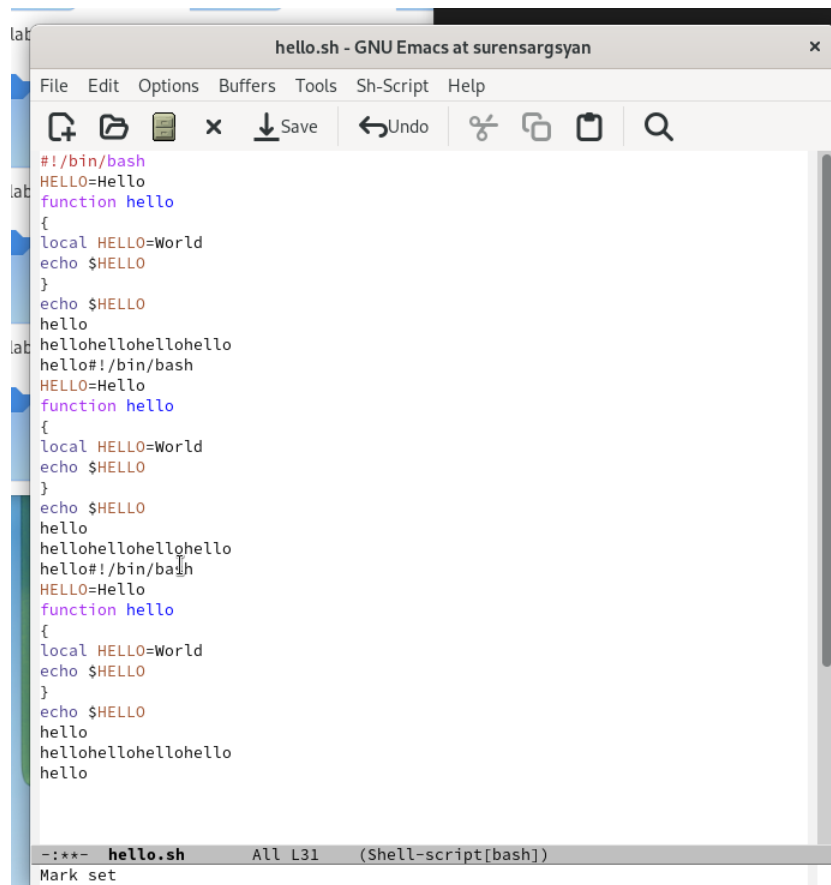 lab
hello.sh - GNU Emacs at surensargsyan
File Edit Options Buffers Tools Sh-Script Help
Save Undo
#!/bin/bash
HELLO=Hello
function hello
{
local HELLO=World
echo $HELLO
}
echo $HELLO
hello
hellohellohellohello
hello#!/bin/bash
HELLO=Hello
function hello
{
local HELLO=World
echo $HELLO
}
echo $HELLO
hello
hellohellohellohello
hello#!/bin/bash
HELLO=Hello
function hello
{
local HELLO=World
echo $HELLO
}
echo $HELLO
hello
hellohellohellohello
hello
lab
lab
-:**- hello.sh All L31 (Shell-script[bash])
Mark set